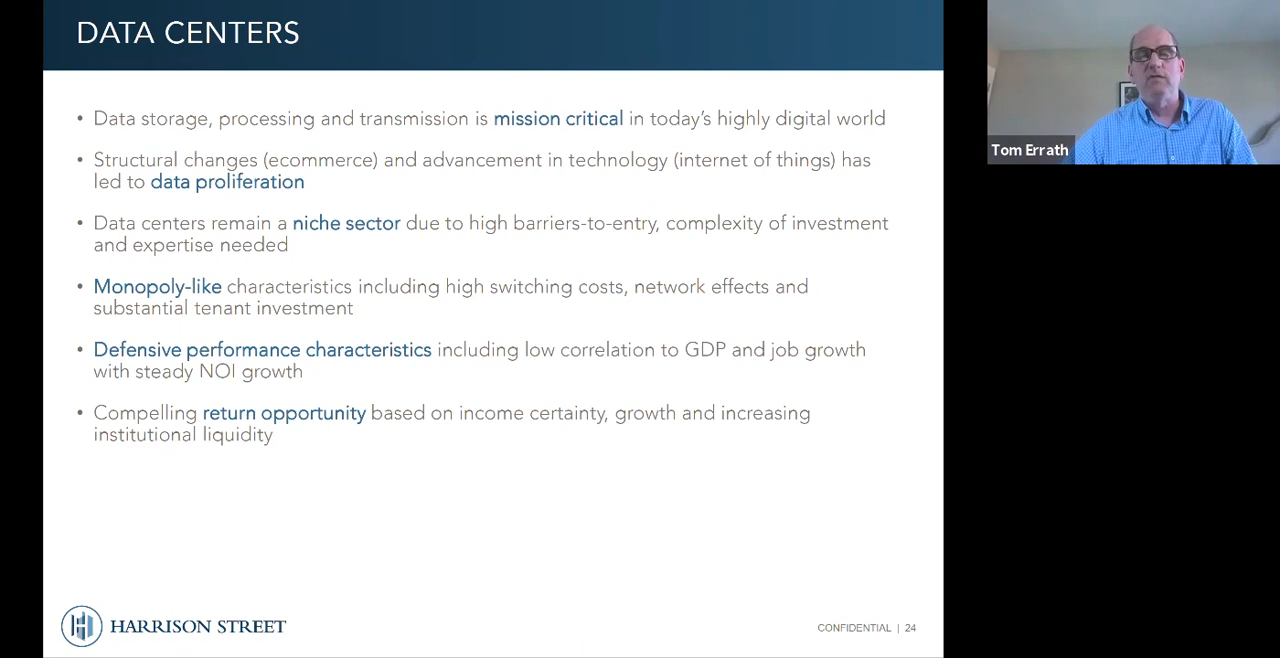 DATA CENTERS
• Data storage, processing and transmission is mission critical in today's highly digital world
• Structural changes (ecommerce) and advancement in technology (internet of things) has
led to data proliferation
• Data centers remain a niche sector due to high barriers-to-entry, complexity of investment
and expertise needed
• Monopoly-like characteristics including high switching costs, network effects and
substantial tenant investment
• Defensive performance characteristics including low correlation to GDP and job growth
with steady NOI growth
• Compelling return opportunity based on income certainty, growth and increasing
institutional liquidity
HARRISON STREET
CONFIDENTIAL | 24
Tom Errath